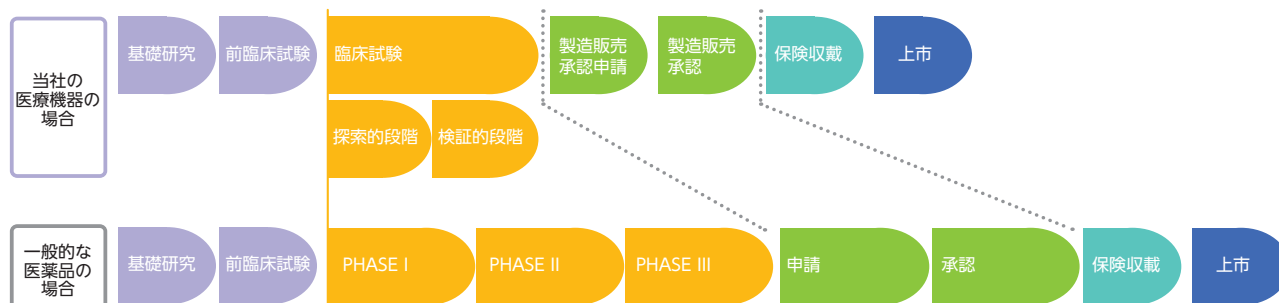 当社の
医療機器の
場合
基礎研究
前臨床試験
臨床試験
製造販売
承認申請
製造販売
承認
保険収戴
上市
探索的段階
検証的段階
一般的な
医薬品の
場合
基礎研究
前臨床試験
PHASE I
PHASE II
PHASE III
申請
承認
保険収載
上市